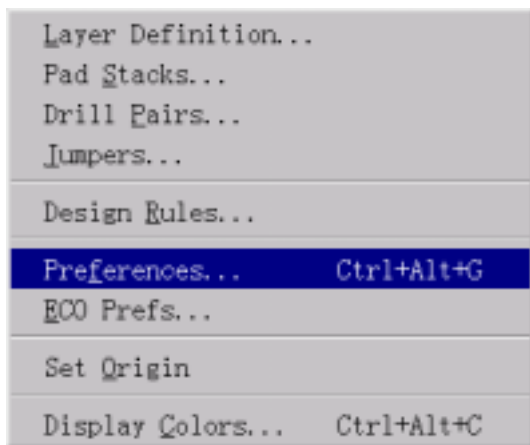 Layer Definition...
Pad Stacks...
Drill Pairs...
Jumpers...
Design Rules...
Preferences... Ctrl+Alt+G
ECO Prefs...
Set Origin
Display Colors... Ctrl+Alt+C